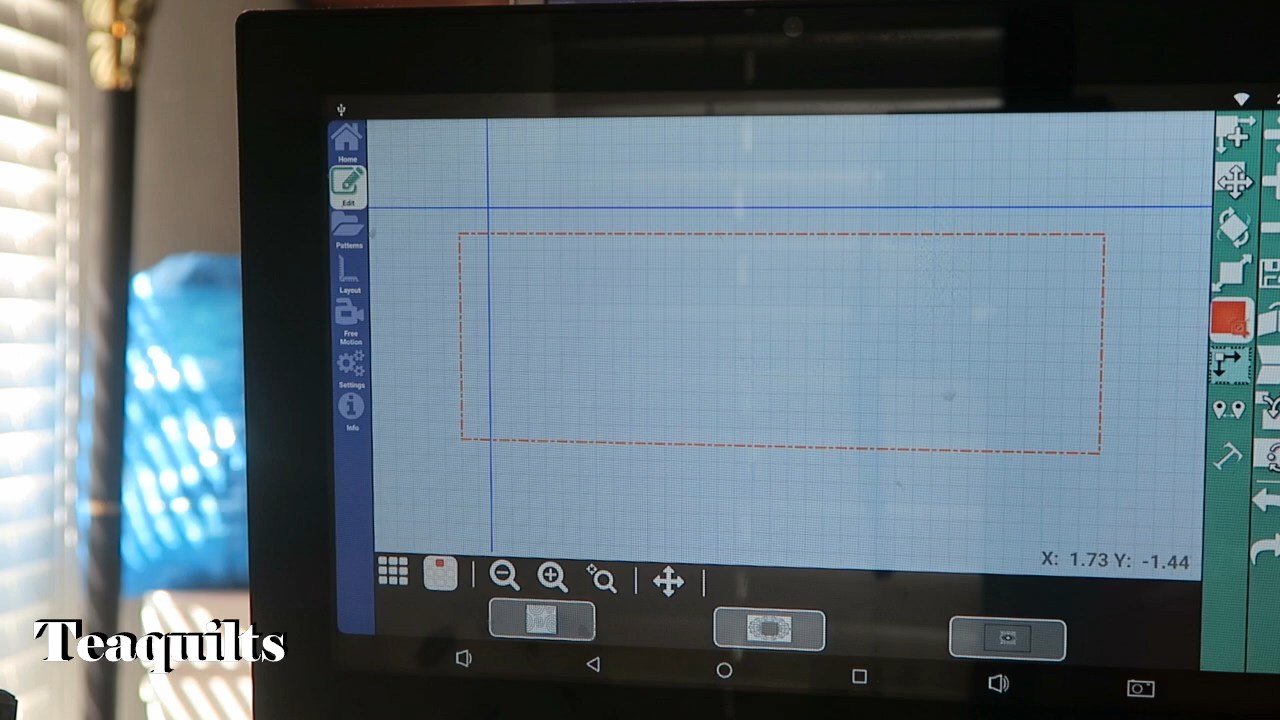 Home
Edit
Patterns
Layout
Free
Motion
Settings
Info
X: 1.73 Y: -1.44
Teaquilts